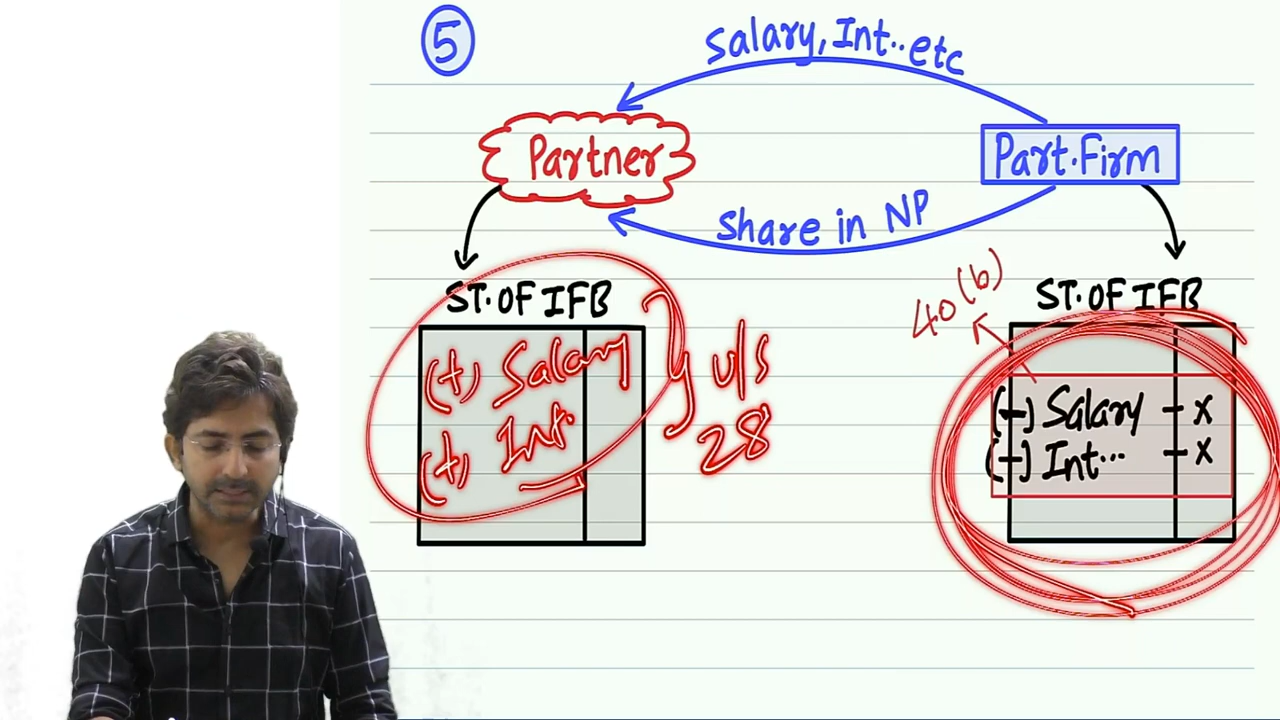 5
Salary, Int..etc
Partner
Part.Firm
Share in NP
ST.OF IFB
(+) Salary
(+) Int.
u/s
28
40(b)
ST.OF IFB
(-) Salary - x
(-) Int... - x